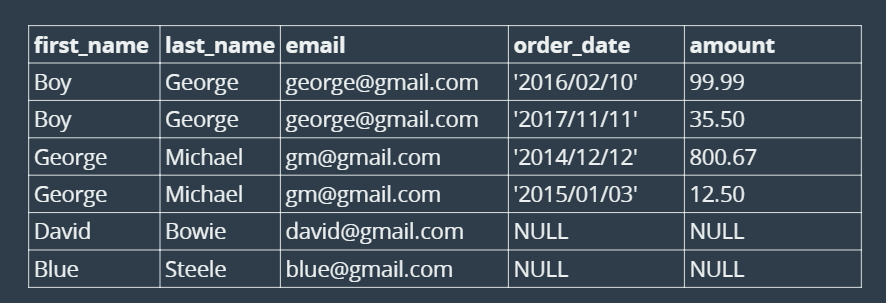 first_name last_name email order_date amount
Boy George george@gmail.com '2016/02/10' 99.99
Boy George george@gmail.com '2017/11/11' 35.50
George Michael gm@gmail.com '2014/12/12' 800.67
George Michael gm@gmail.com '2015/01/03' 12.50
David Bowie david@gmail.com NULL NULL
Blue Steele blue@gmail.com NULL NULL